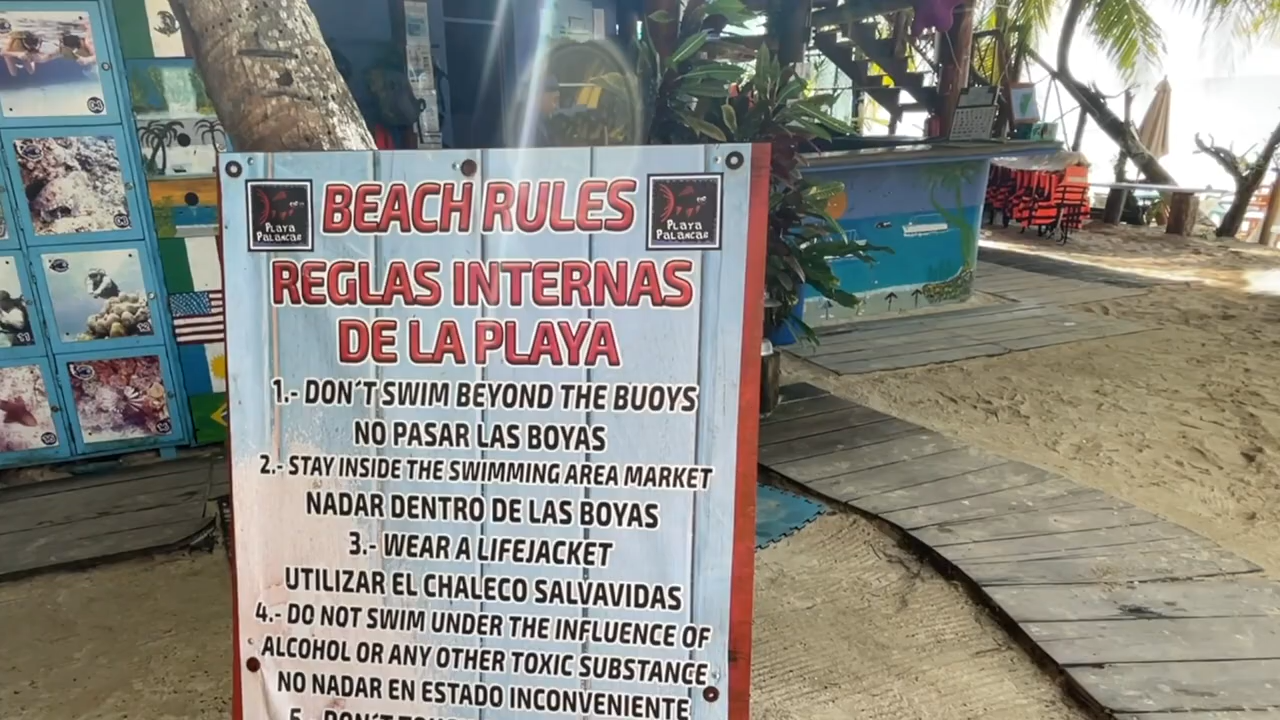 BEACH RULES
PLAYA PALANCAR
PLAYA PALANCAR
REGLAS INTERNAS
DE LA PLAYA
1.- DON´T SWIM BEYOND THE BUOYS
NO PASAR LAS BOYAS
2.- STAY INSIDE THE SWIMMING AREA MARKET
NADAR DENTRO DE LAS BOYAS
3.- WEAR A LIFEJACKET
UTILIZAR EL CHALECO SALVAVIDAS
4.- DO NOT SWIM UNDER THE INFLUENCE OF
ALCOHOL OR ANY OTHER TOXIC SUBSTANCE
NO NADAR EN ESTADO INCONVENIENTE
5.- DON´T